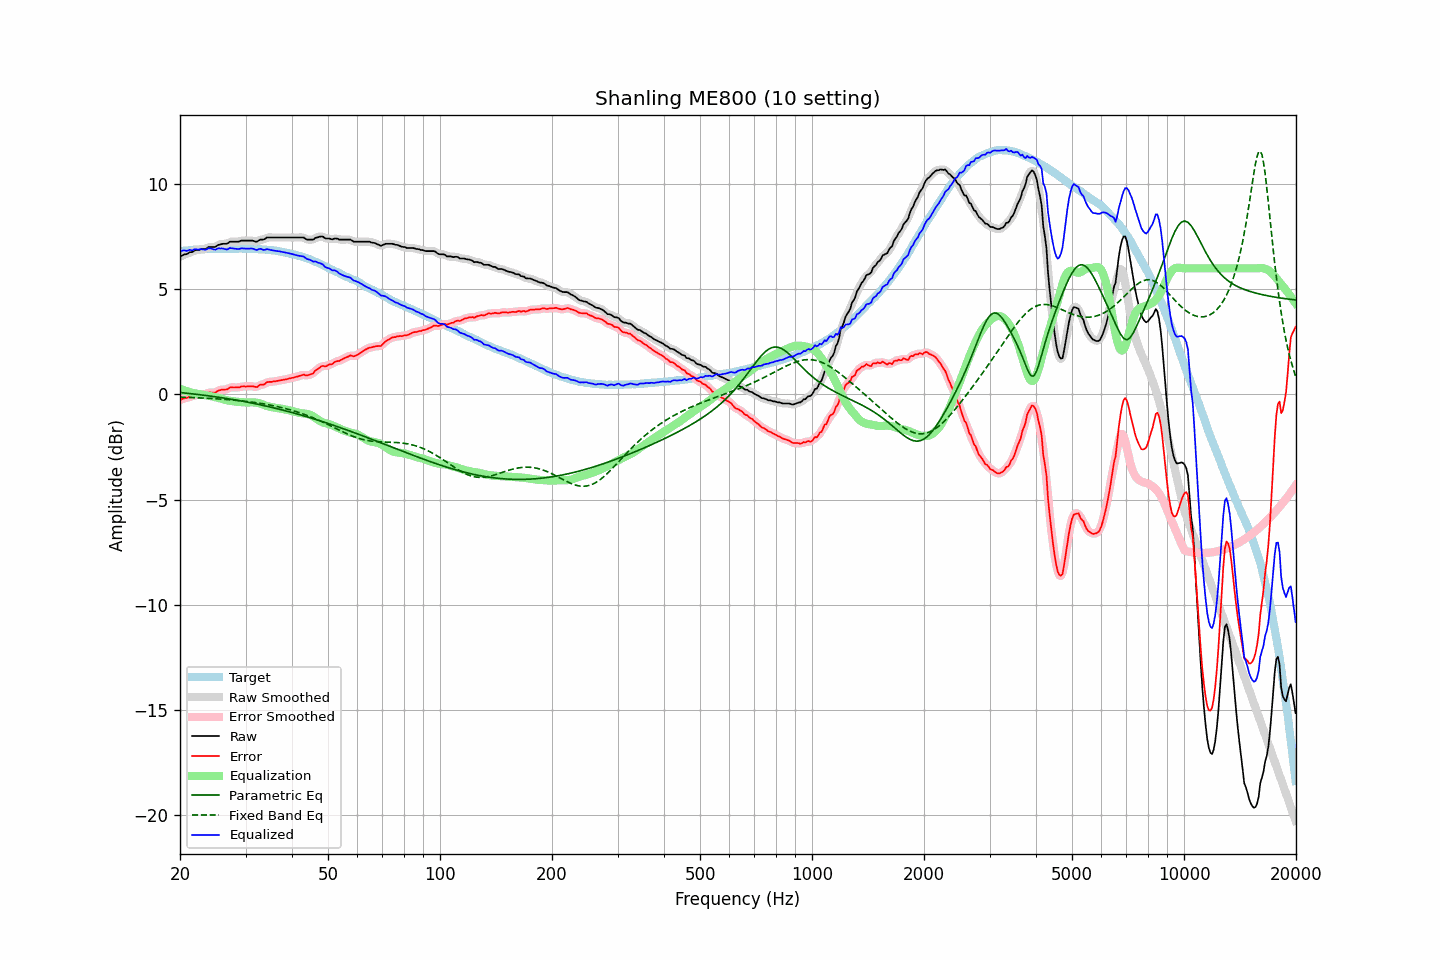 Shanling ME800 (10 setting)
Amplitude (dBr)
10
5
0
−5
−10
−15
−20
Target
Raw Smoothed
Error Smoothed
Raw
Error
Equalization
Parametric Eq
Fixed Band Eq
Equalized
20
50
100
200
500
1000
2000
5000
10000
20000
Frequency (Hz)